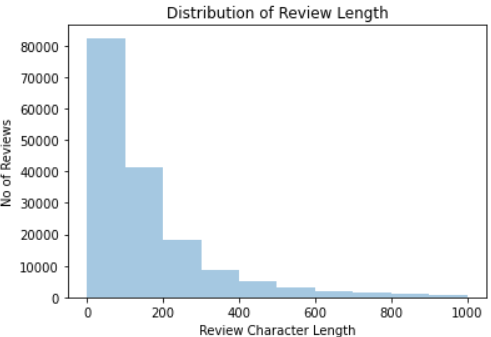 Distribution of Review Length
80000
70000
60000
50000
40000
30000
20000
10000
0
No of Reviews
0 200 400 600 800 1000
Review Character Length